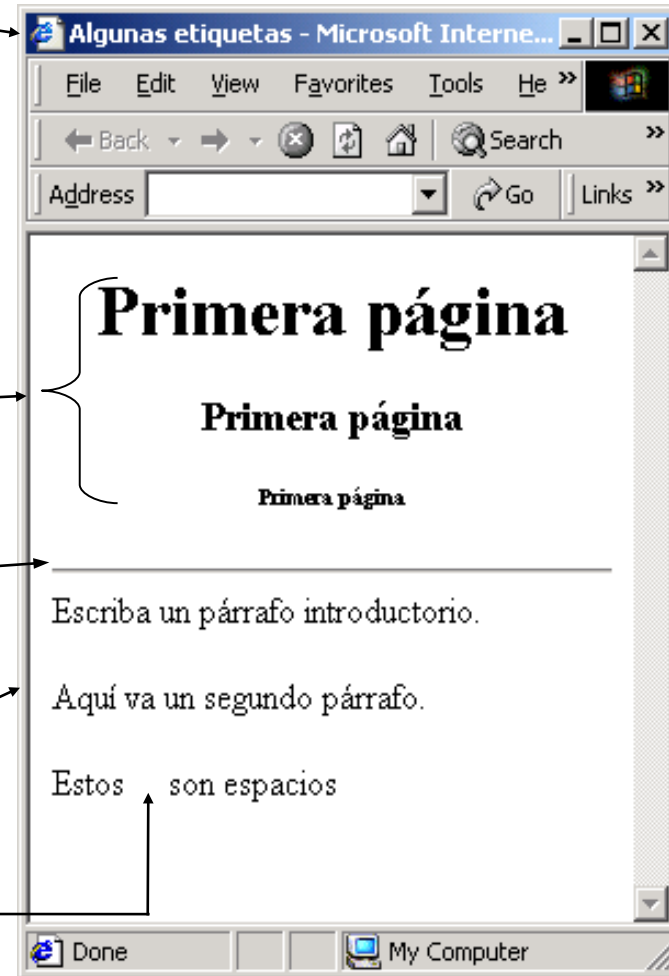 Algunas etiquetas - Microsoft Interne...
File Edit View Favorites Tools He »
Back Search »
Address Go Links »
Primera página
Primera página
Primera página
Escriba un párrafo introductorio.
Aquí va un segundo párrafo.
Estos son espacios
Done My Computer